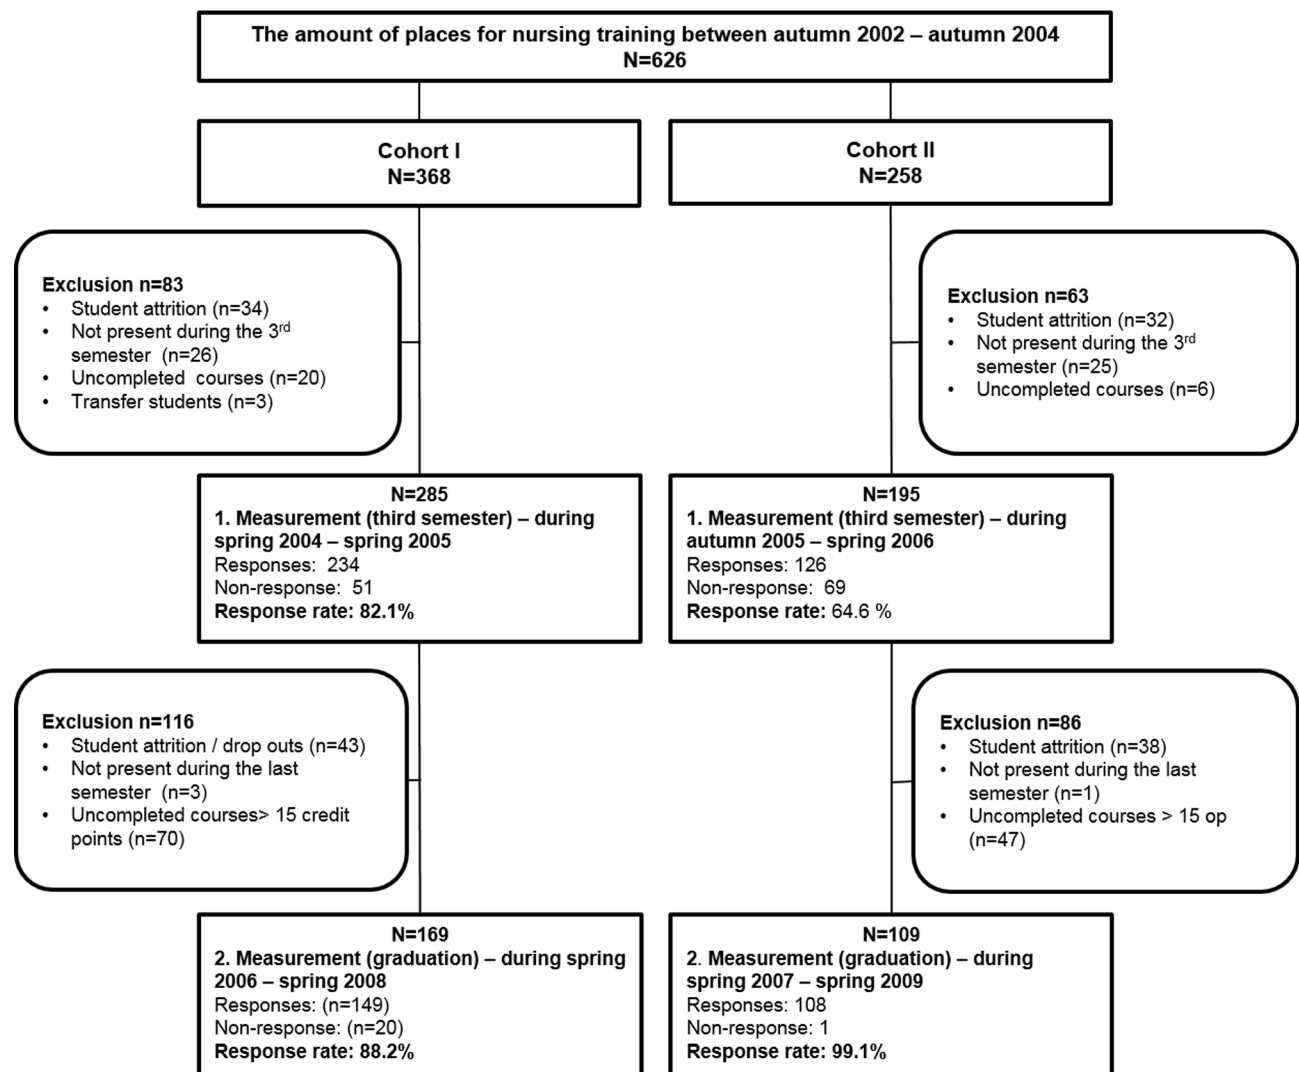 The amount of places for nursing training between autumn 2002 – autumn 2004
N=626
Cohort I
N=368
Cohort II
N=258
Exclusion n=83
• Student attrition (n=34)
• Not present during the 3rd
semester (n=26)
• Uncompleted courses (n=20)
• Transfer students (n=3)
Exclusion n=63
• Student attrition (n=32)
• Not present during the 3rd
semester (n=25)
• Uncompleted courses (n=6)
N=285
1. Measurement (third semester) – during
spring 2004 – spring 2005
Responses: 234
Non-response: 51
Response rate: 82.1%
N=195
1. Measurement (third semester) – during
autumn 2005 – spring 2006
Responses: 126
Non-response: 69
Response rate: 64.6 %
Exclusion n=116
• Student attrition / drop outs (n=43)
• Not present during the last
semester (n=3)
• Uncompleted courses> 15 credit
points (n=70)
Exclusion n=86
• Student attrition (n=38)
• Not present during the last
semester (n=1)
• Uncompleted courses > 15 op
(n=47)
N=169
2. Measurement (graduation) – during spring
2006 – spring 2008
Responses: (n=149)
Non-response: (n=20)
Response rate: 88.2%
N=109
2. Measurement (graduation) – during
spring 2007 – spring 2009
Responses: 108
Non-response: 1
Response rate: 99.1%